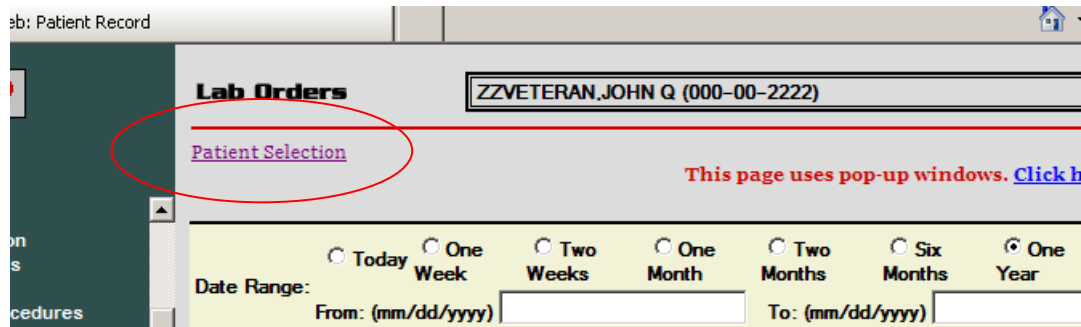 eb: Patient Record
Lab Orders
ZZVETERAN,JOHN Q (000-00-2222)
Patient Selection
This page uses pop-up windows. Click h
on
s
cedures
Today One Week Two Weeks One Month Two Months Six Months One Year
Date Range:
From: (mm/dd/yyyy) To: (mm/dd/yyyy)